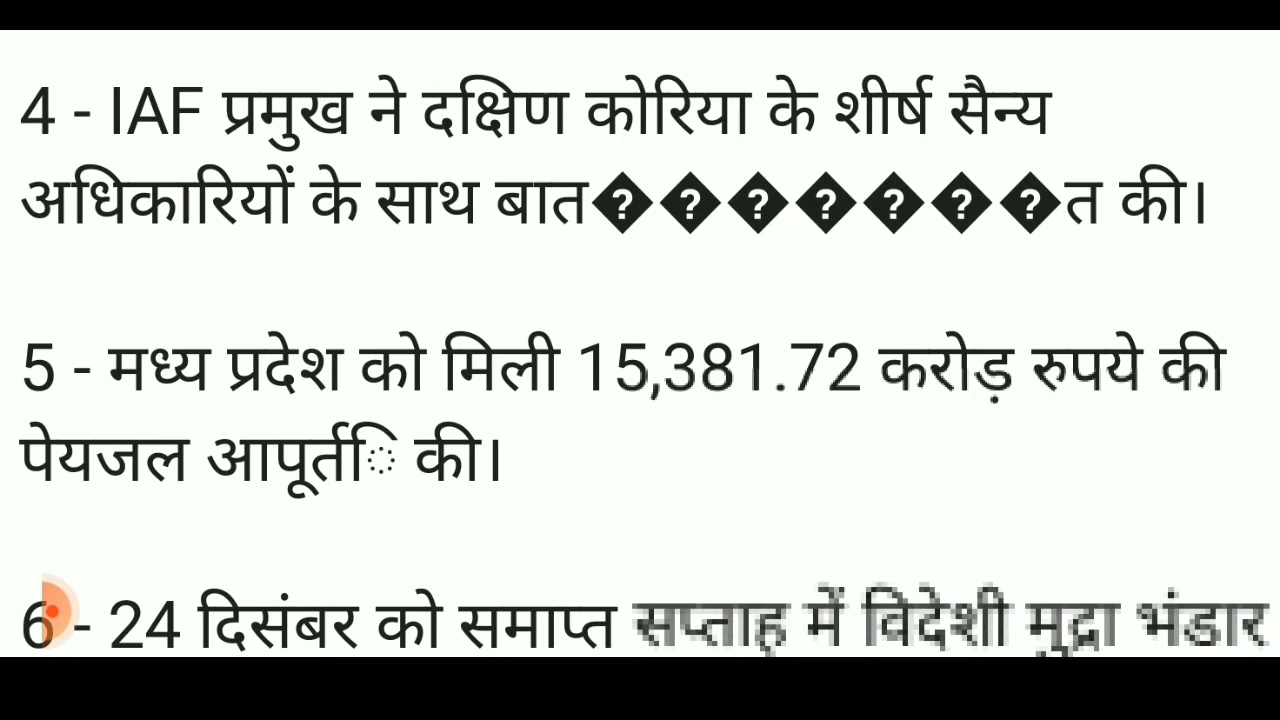 4 - IAF प्रमुख ने दक्षिण कोरिया के शीर्ष सैन्य
अधिकारियों के साथ बात�������त की।
5 - मध्य प्रदेश को मिली 15,381.72 करोड़ रुपये की
पेयजल आपूर्ताि की।
6 - 24 दिसंबर को समाप्त सप्ताह में विदेशी मुद्रा भंडार